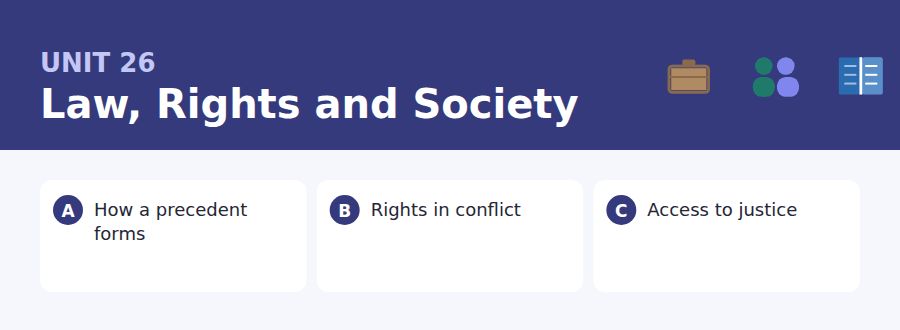 UNIT 26
Law, Rights and Society
A How a precedent
forms
B Rights in conflict
C Access to justice